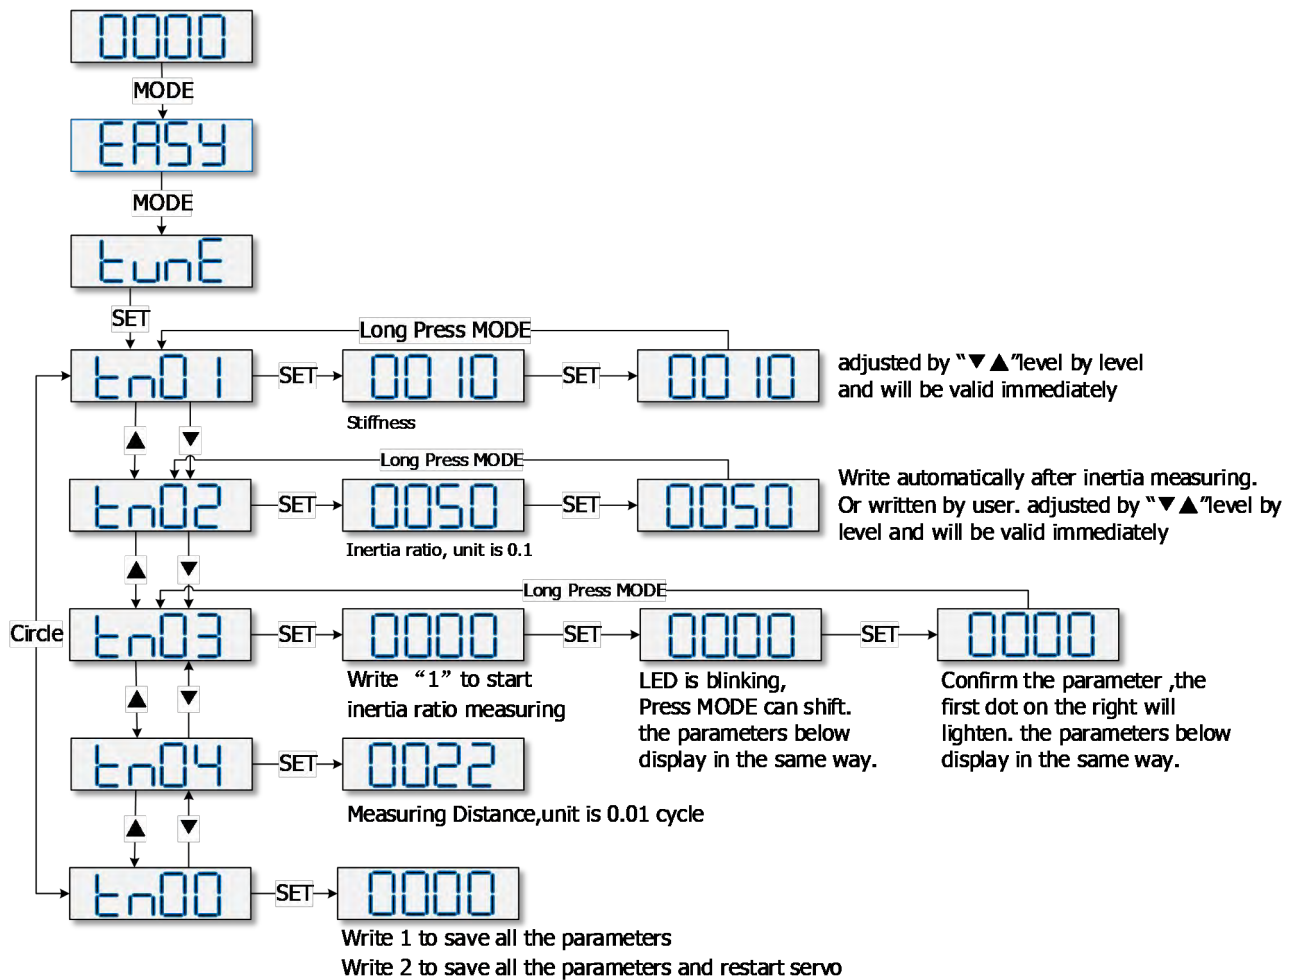 0000
MODE
EASY
MODE
tunE
SET
Long Press MODE
tn01
SET
0010
SET
0010
adjusted by “▼▲”level by level
and will be valid immediately
Stiffness
▲ ▼
Long Press MODE
tn02
SET
0050
SET
0050
Write automatically after inertia measuring.
Or written by user. adjusted by “▼▲”level by
level and will be valid immediately
Inertia ratio, unit is 0.1
▲ ▼
Long Press MODE
Circle
tn03
SET
0000
SET
0000
SET
0000
Write “1” to start
inertia ratio measuring
LED is blinking,
Press MODE can shift.
the parameters below
display in the same way.
Confirm the parameter ,the
first dot on the right will
lighten. the parameters below
display in the same way.
▲ ▼
tn04
SET
0022
Measuring Distance,unit is 0.01 cycle
▲ ▼
tn00
SET
0000
Write 1 to save all the parameters
Write 2 to save all the parameters and restart servo